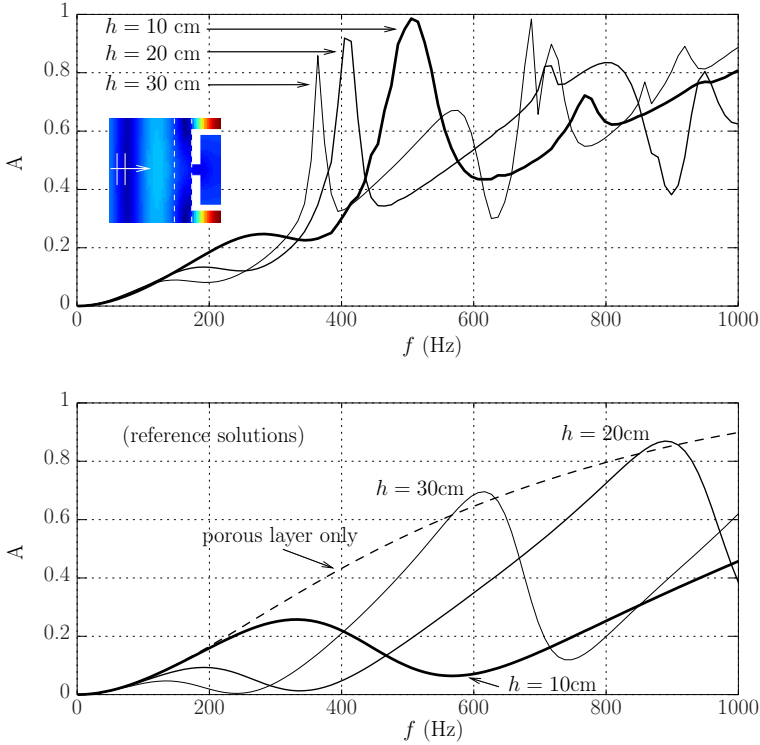 1
h = 10 cm
h = 20 cm
0.8
h = 30 cm
0.6
A
0.4
0.2
0
0 200 400 600 800 1000
f (Hz)
1
(reference solutions)
h = 20cm
0.8
h = 30cm
0.6
porous layer only
A
0.4
0.2
h = 10cm
0
0 200 400 600 800 1000
f (Hz)